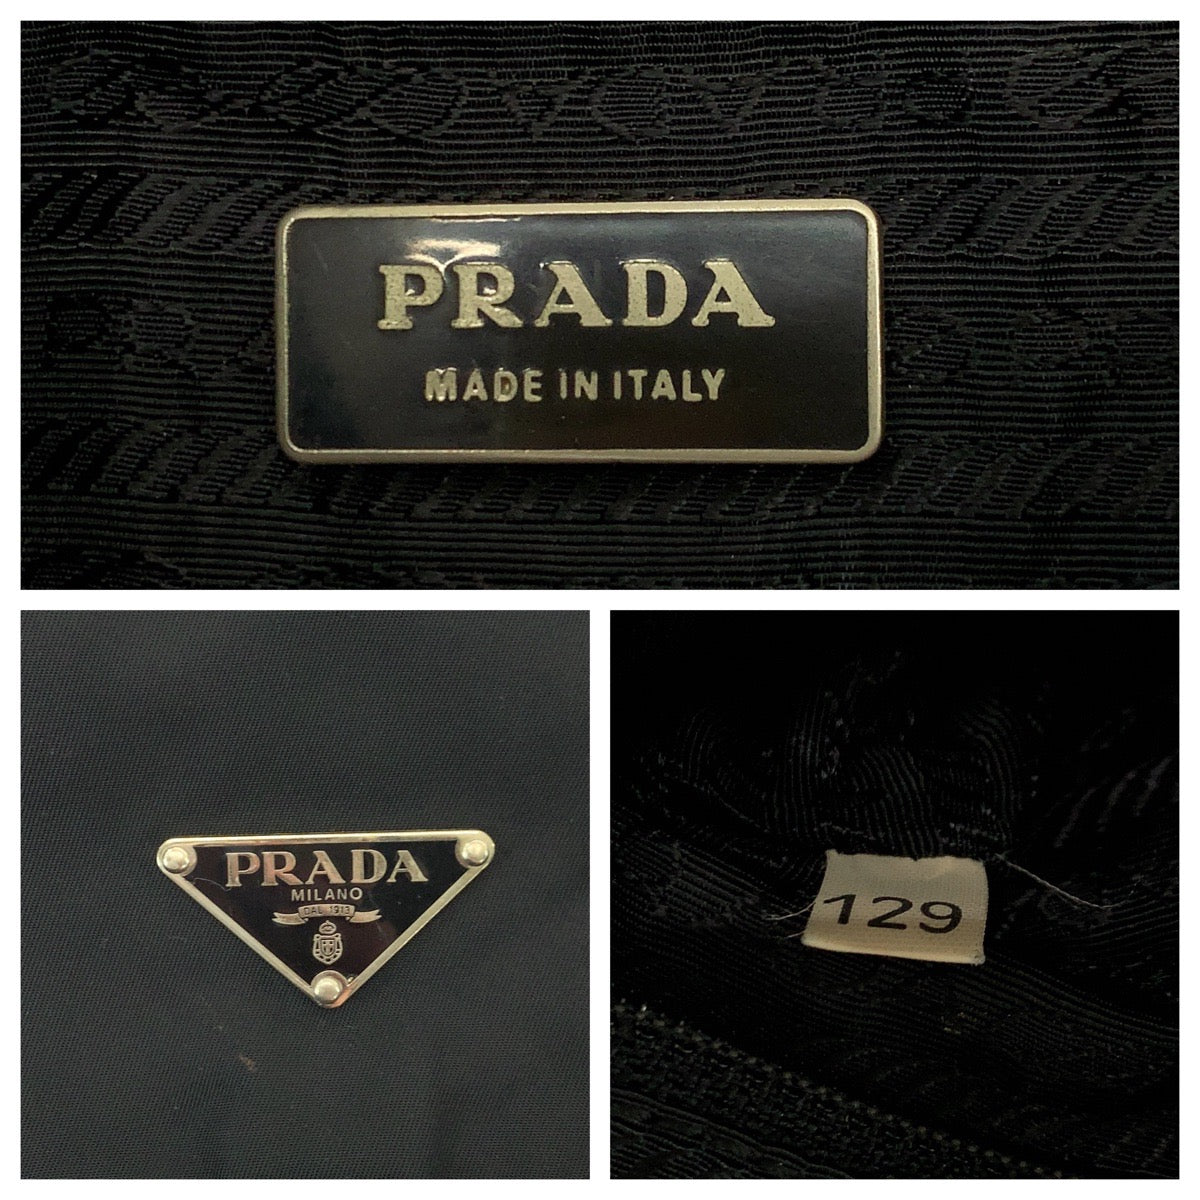 PRADA
MADE IN ITALY
PRADA
MILANO
DAL 1913
129